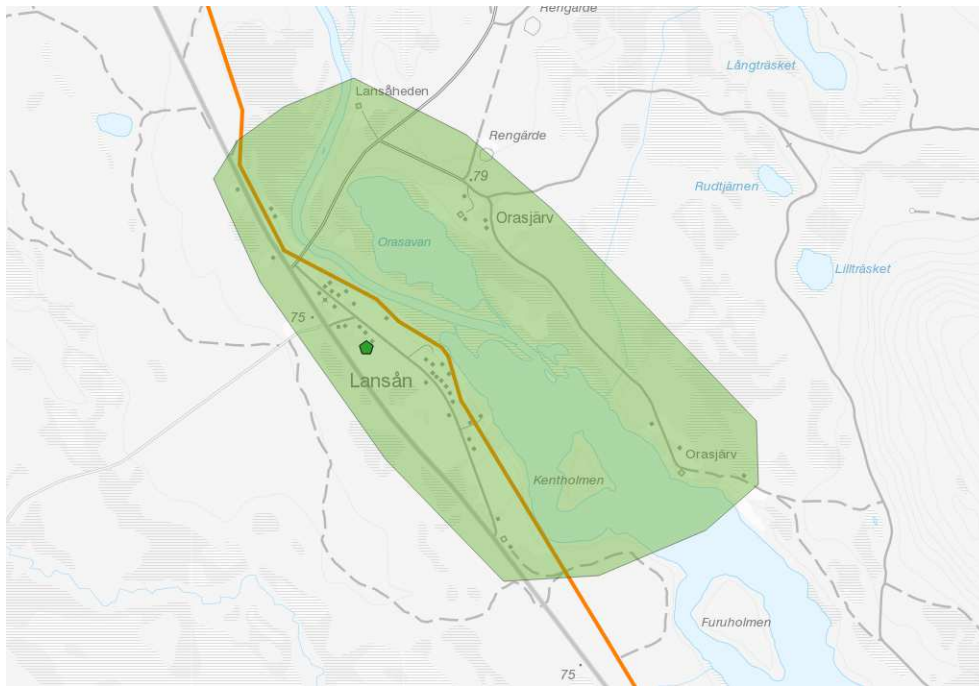 Rengärde
Långträsket
Lansåheden
Rengärde
79
Rudtjärnen
Orasjärv
Orasavan
Lillträsket
75
Lansån
Orasjärv
Kentholmen
Furuholmen
75